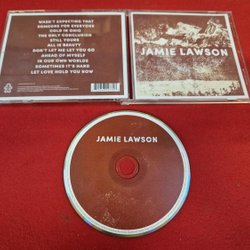 WASN'T EXPECTING THAT
SOMEONE FOR EVERYONE
COLD IN OHIO
THE ONLY CONCLUSION
STILL YOURS
ALL IN BEAUTY
DON'T LET ME LET YOU GO
AHEAD OF MYSELF
IN OUR OWN WORLDS
SOMETIMES IT'S HARD
LET LOVE HOLD YOU NOW
JAMIE LAWSON
JAMIE LAWSON